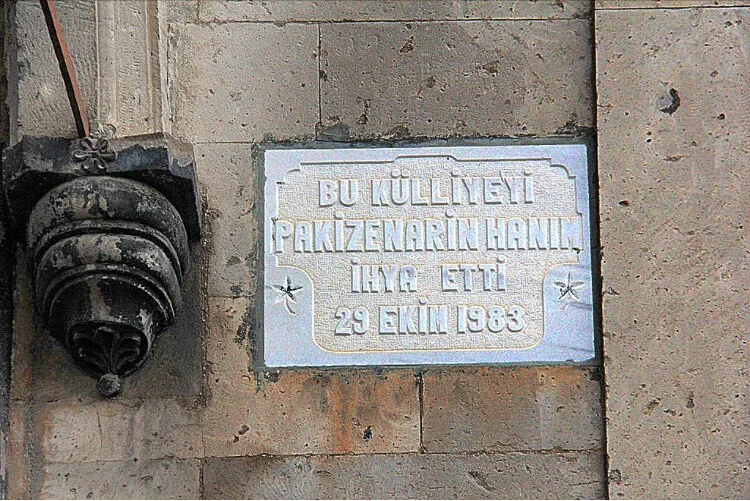 BU KÜLLİYEYİ
PAKİZENARİN HANIM
İHYA ETTİ
29 EKİM 1983